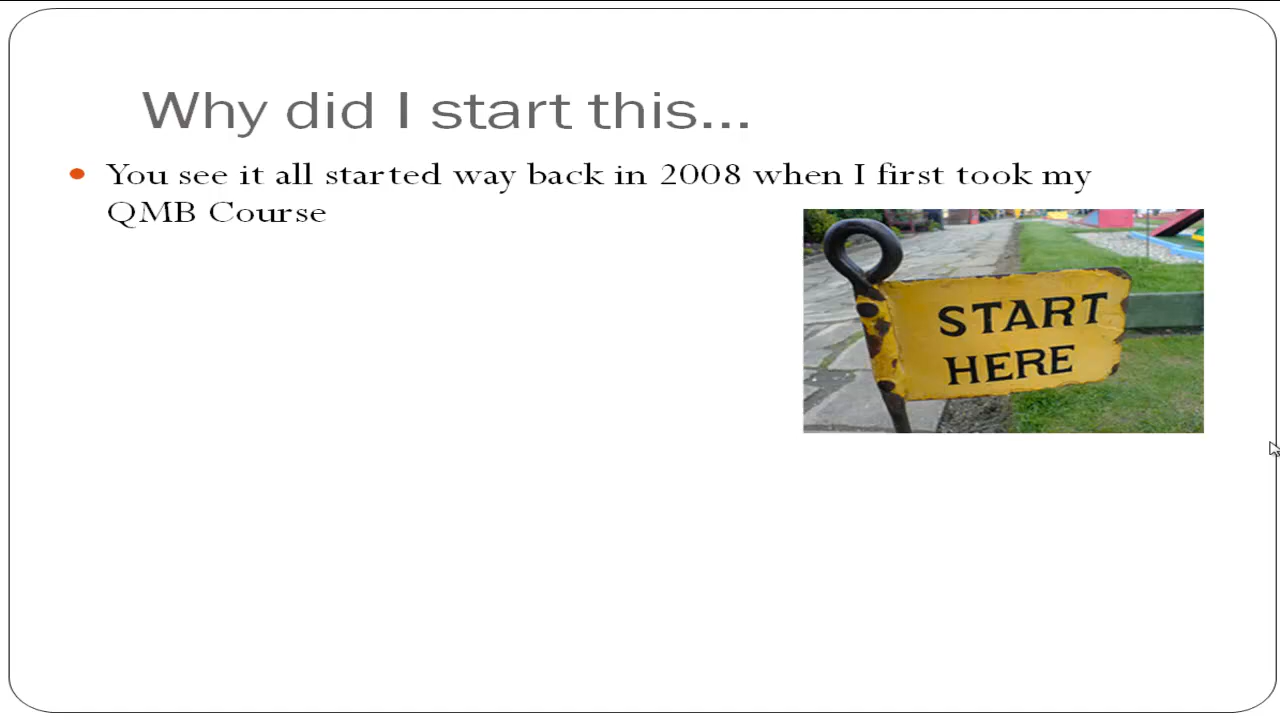 Why did I start this...
You see it all started way back in 2008 when I first took my
QMB Course
START
HERE